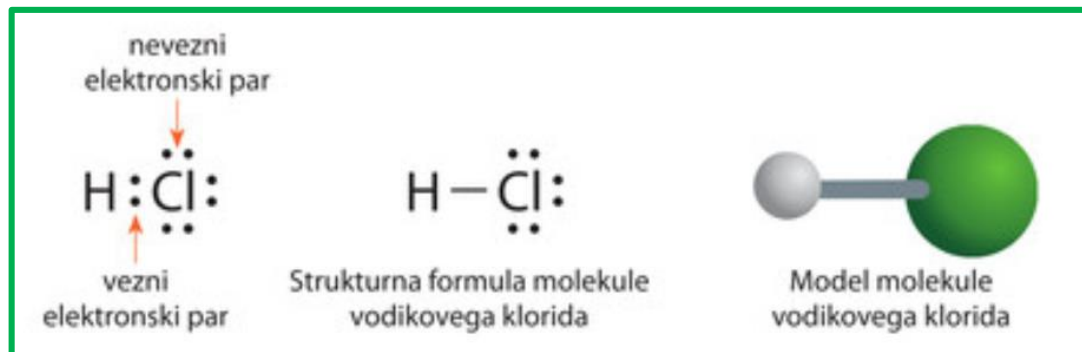 nevezni
elektronski par
H Cl
vezni
elektronski par
H – Cl
Strukturna formula molekule
vodikovega klorida
Model molekule
vodikovega klorida